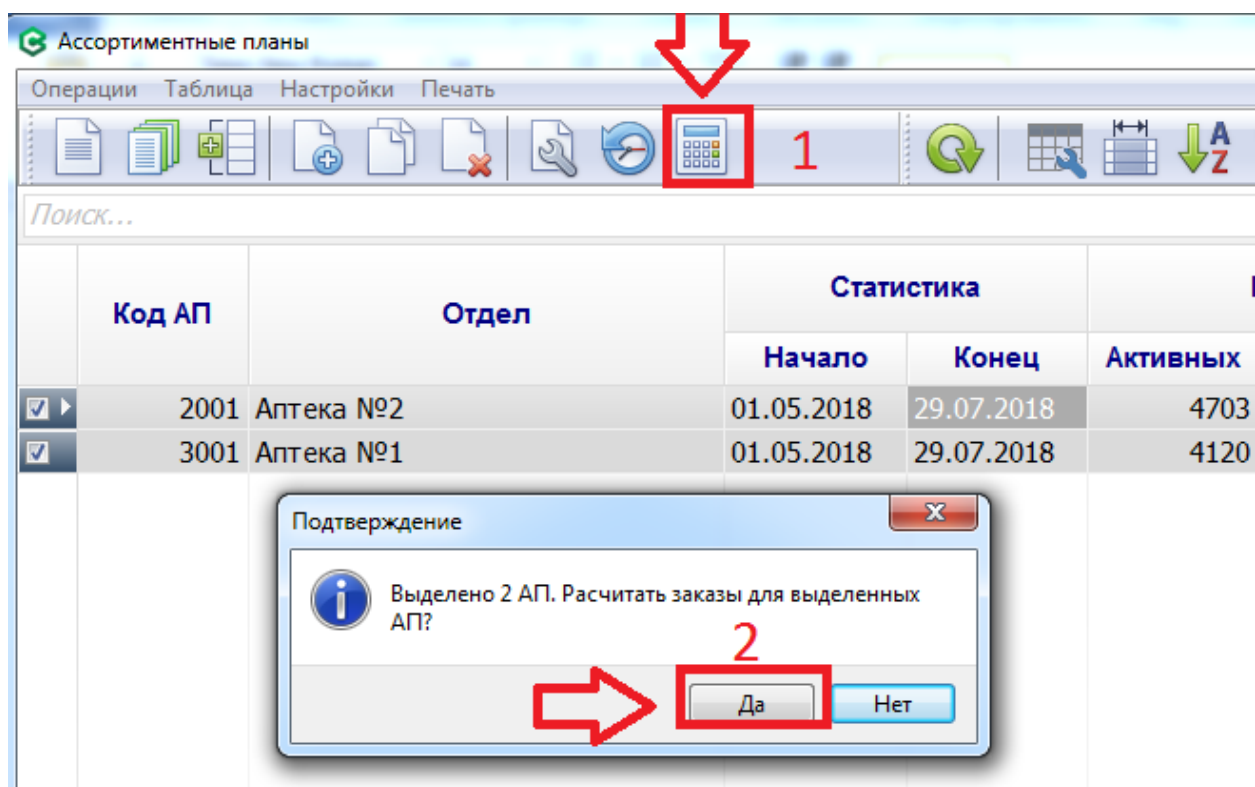 Ассортиментные планы
Операции Таблица Настройки Печать
1
A
Z
Поиск...
Код АП Отдел Статистика
Начало Конец Активных
2001 Аптека №2 01.05.2018 29.07.2018 4703
3001 Аптека №1 01.05.2018 29.07.2018 4120
Подтверждение
Выделено 2 АП. Расчитать заказы для выделенных
АП?
2
Да Нет